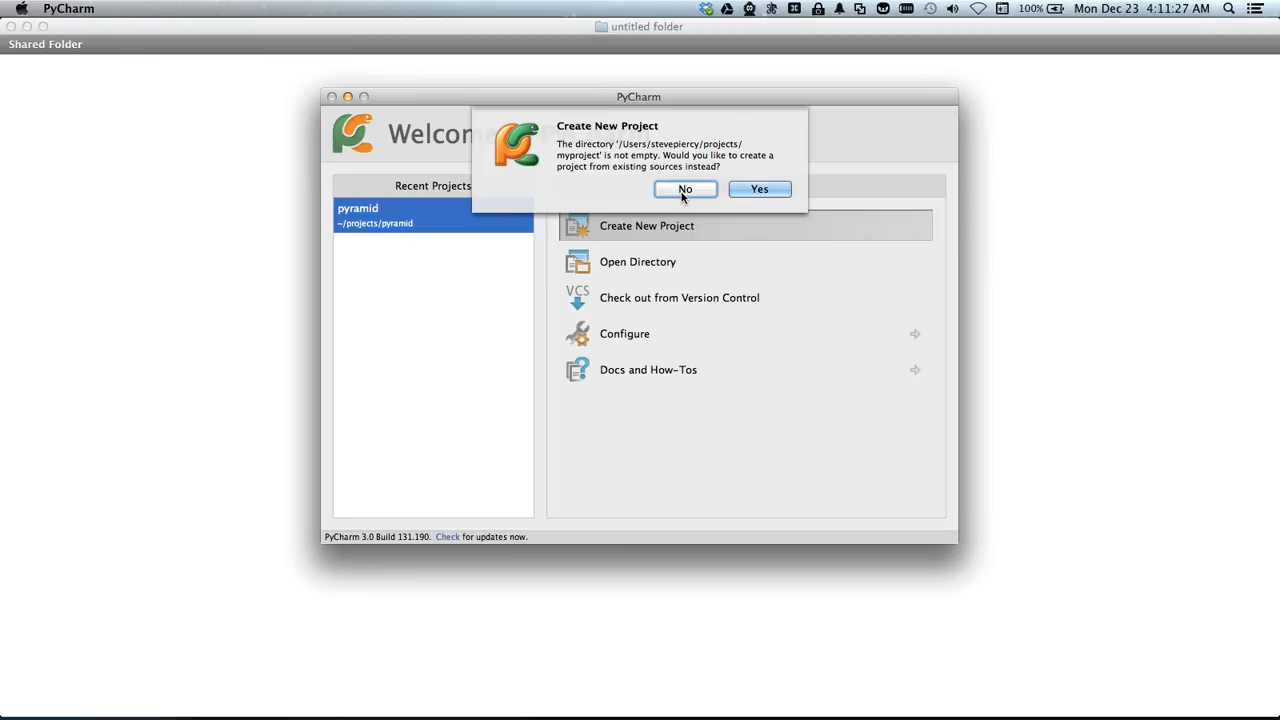 PyCharm
100%
Mon Dec 23 4:11:27 AM
untitled folder
Shared Folder
PyCharm
Welcom
Create New Project
The directory '/Users/stevepiercy/projects/
myproject' is not empty. Would you like to create a
project from existing sources instead?
No
Yes
Recent Projects
pyramid
~/projects/pyramid
Create New Project
Open Directory
VCS
Check out from Version Control
Configure
Docs and How-Tos
PyCharm 3.0 Build 131.190. Check for updates now.